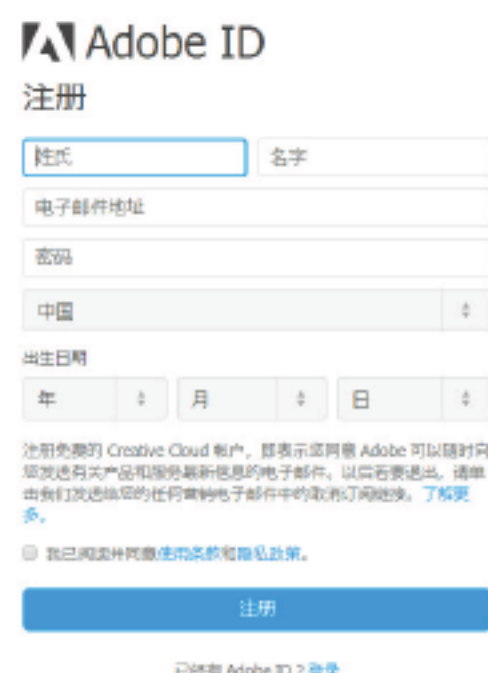 Adobe ID
注册
姓氏 名字
电子邮件地址
密码
中国
出生日期
年 月 日
注册免费的 Creative Cloud 帐户，即表示您同意 Adobe 可以随时向
您发送有关产品和服务最新信息的电子邮件。以后若要退出，请单
击我们发送给您的任何营销电子邮件中的取消订阅链接。了解更
多。
我已阅读并同意使用条款和隐私政策。
注册
已经有 Adobe ID？登录